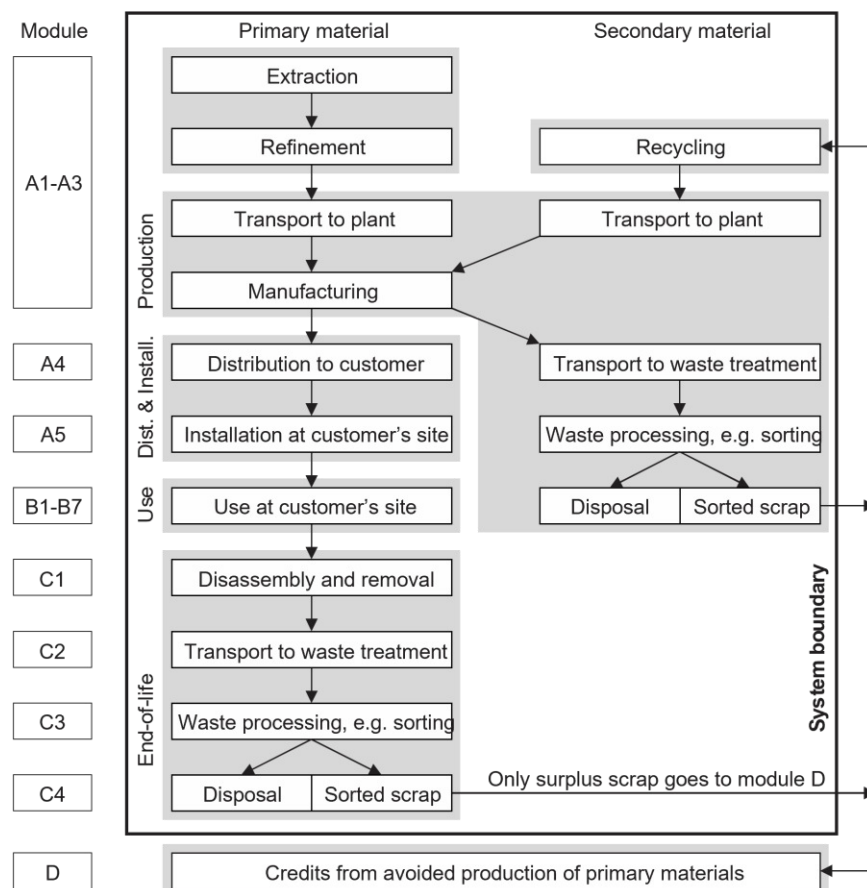 Module
Primary material
Secondary material
A1-A3
Production
Extraction
Refinement
Recycling
Transport to plant
Transport to plant
Manufacturing
A4
Dist. & Install.
Distribution to customer
Transport to waste treatment
A5
Installation at customer's site
Waste processing, e.g. sorting
B1-B7
Use
Use at customer's site
Disposal
Sorted scrap
C1
End-of-life
Disassembly and removal
System boundary
C2
Transport to waste treatment
C3
Waste processing, e.g. sorting
C4
Disposal
Sorted scrap
Only surplus scrap goes to module D
D
Credits from avoided production of primary materials